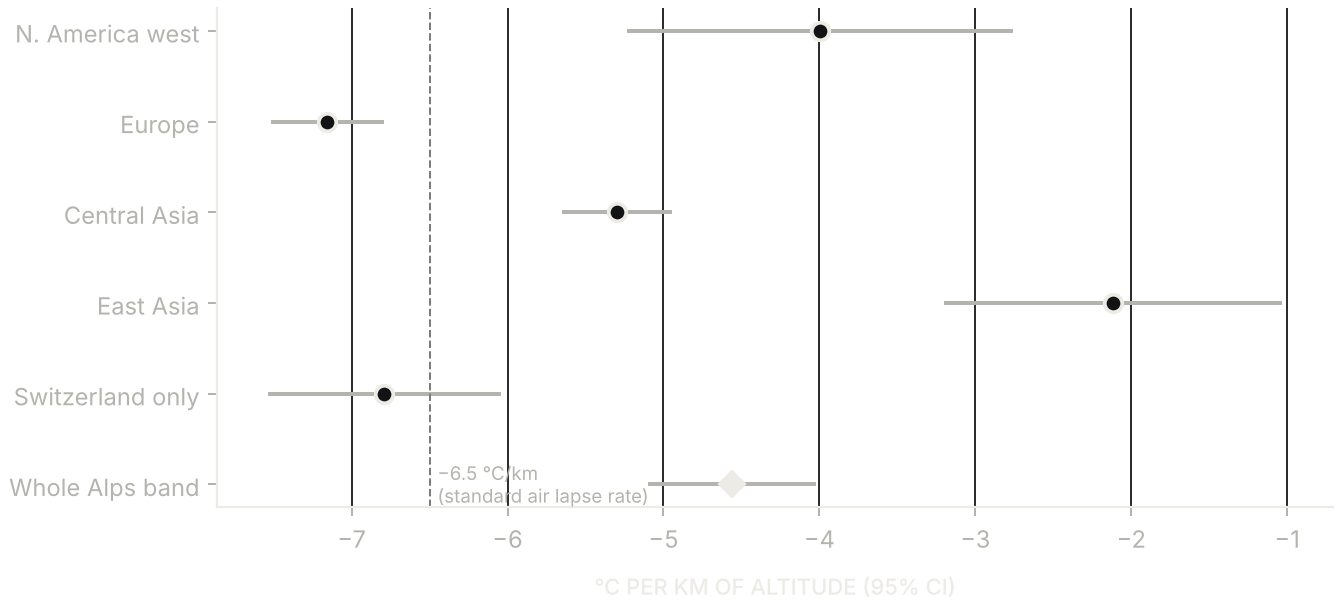 N. America west
Europe
Central Asia
East Asia
Switzerland only
Whole Alps band
−6.5 °C/km
(standard air lapse rate)
−7
−6
−5
−4
−3
−2
−1
°C PER KM OF ALTITUDE (95% CI)